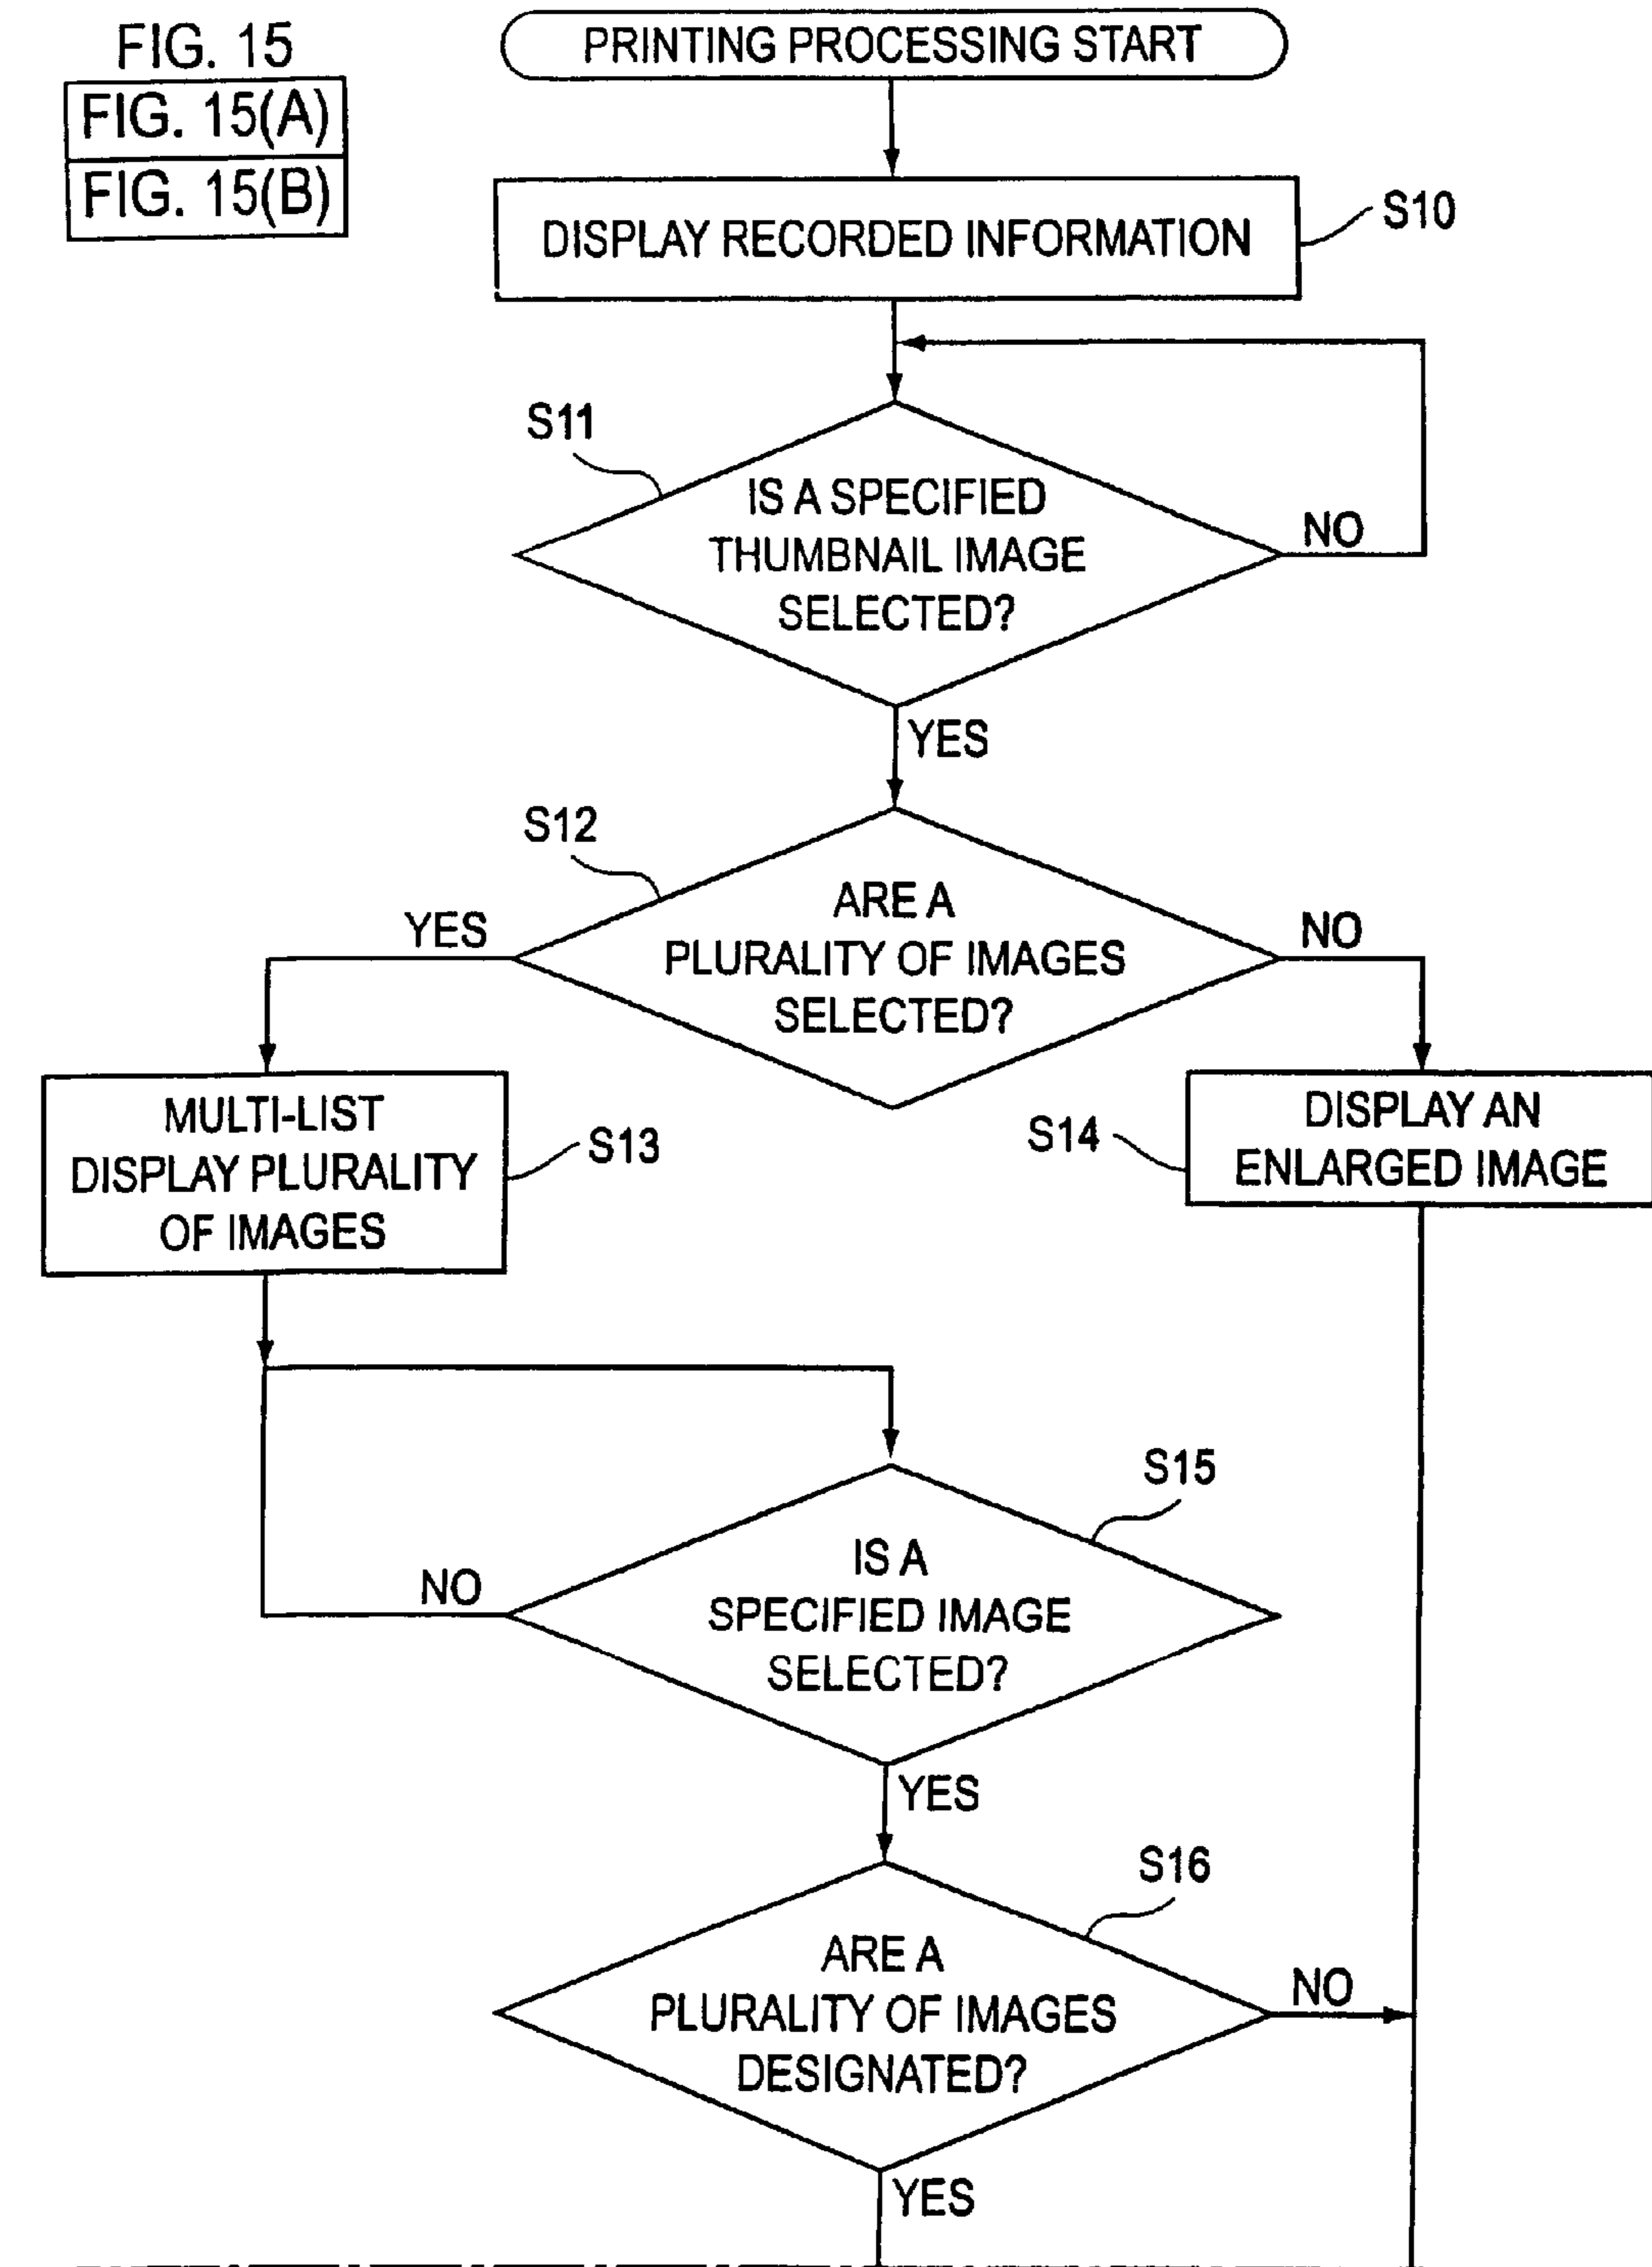 FIG. 15
FIG. 15(A)
FIG. 15(B)
PRINTING PROCESSING START
DISPLAY RECORDED INFORMATION
S10
S11
IS A SPECIFIED
THUMBNAIL IMAGE
SELECTED?
NO
YES
S12
ARE A
PLURALITY OF IMAGES
SELECTED?
YES
NO
MULTI-LIST
DISPLAY PLURALITY
OF IMAGES
S13
S14
DISPLAY AN
ENLARGED IMAGE
S15
IS A
SPECIFIED IMAGE
SELECTED?
NO
YES
S16
ARE A
PLURALITY OF IMAGES
DESIGNATED?
NO
YES